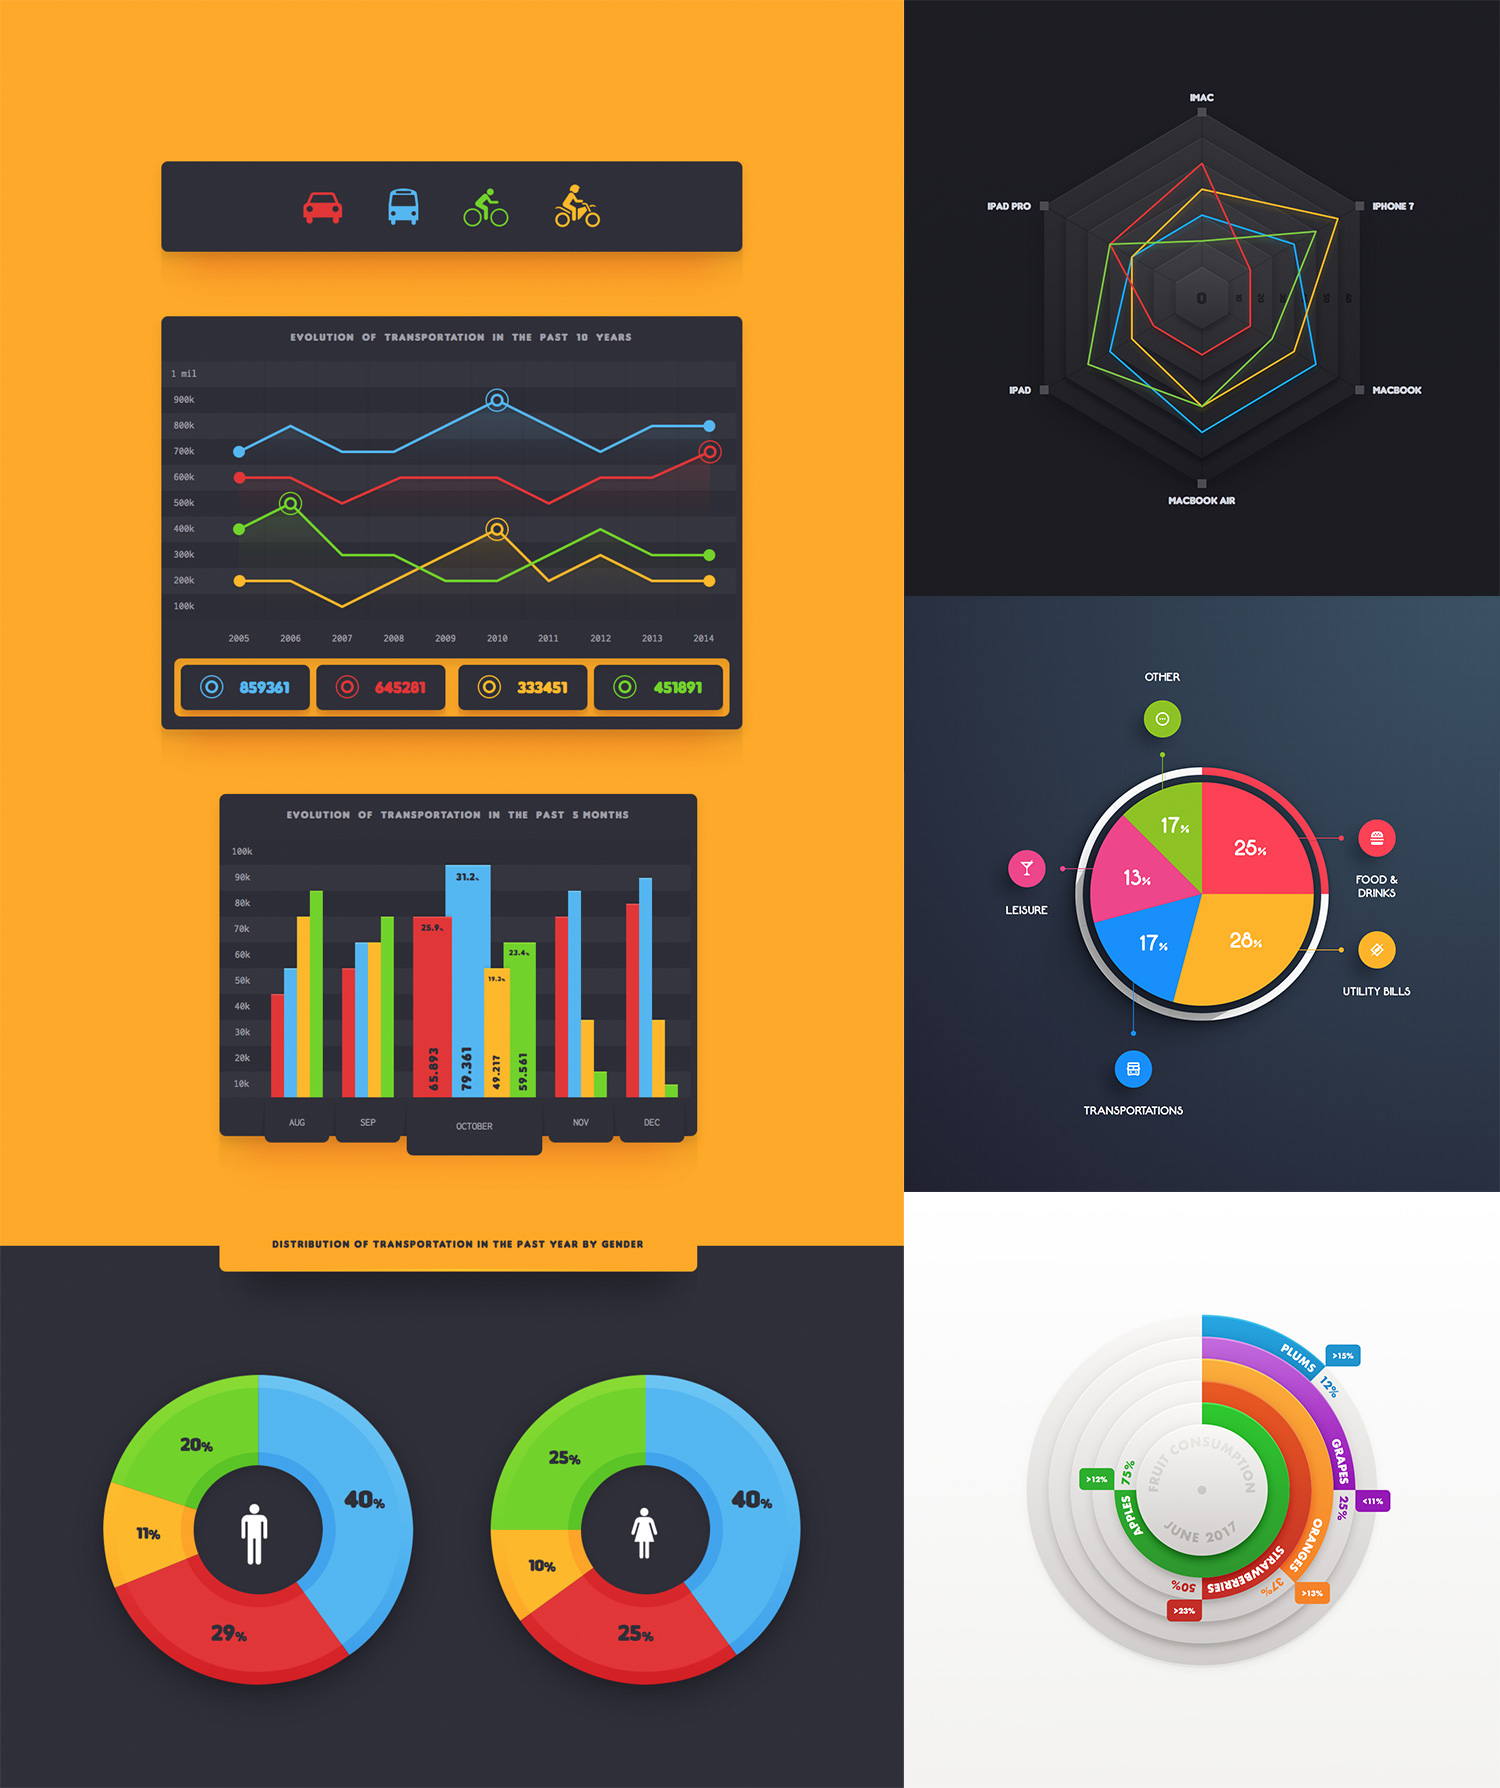 EVOLUTION OF TRANSPORTATION IN THE PAST 10 YEARS
1 mil
900k
800k
700k
600k
500k
400k
300k
200k
100k
2005 2006 2007 2008 2009 2010 2011 2012 2013 2014
859361 645281 333451 451891
EVOLUTION OF TRANSPORTATION IN THE PAST 5 MONTHS
100k
90k
80k
70k
60k
50k
40k
30k
20k
10k
25.9% 31.2% 19.3% 23.4%
65.893 79.361 49.217 59.561
AUG SEP OCTOBER NOV DEC
DISTRIBUTION OF TRANSPORTATION IN THE PAST YEAR BY GENDER
20%
40%
11%
29%
25%
40%
10%
25%
IMAC
IPAD PRO
IPHONE 7
0 10 20 30 50 60
IPAD
MACBOOK
MACBOOK AIR
OTHER
17%
25%
13%
17%
28%
FOOD &
DRINKS
LEISURE
UTILITY BILLS
TRANSPORTATIONS
PLUMS
>15%
12%
GRAPES
<11%
25%
ORANGES
>13%
37%
STRAWBERRIES
>23%
50%
APPLES
>12%
75%
FRUIT CONSUMPTION
JUNE 2017